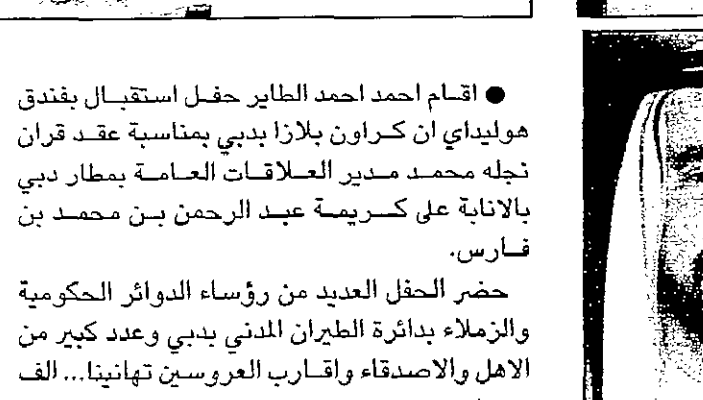 ● اقام احمد احمد الطاير حفل استقبال بفندق
هوليداي ان كراون بلازا بدبي بمناسبة عقد قران
نجله محمد مدير العلاقات العامة بمطار دبي
بالانابة على كريمة عبد الرحمن بن محمد بن
فارس.
حضر الحفل العديد من رؤساء الدوائر الحكومية
والزملاء بدائرة الطيران المدني بدبي وعدد كبير من
الاهل والاصدقاء واقارب العروسين تهانينا... الف